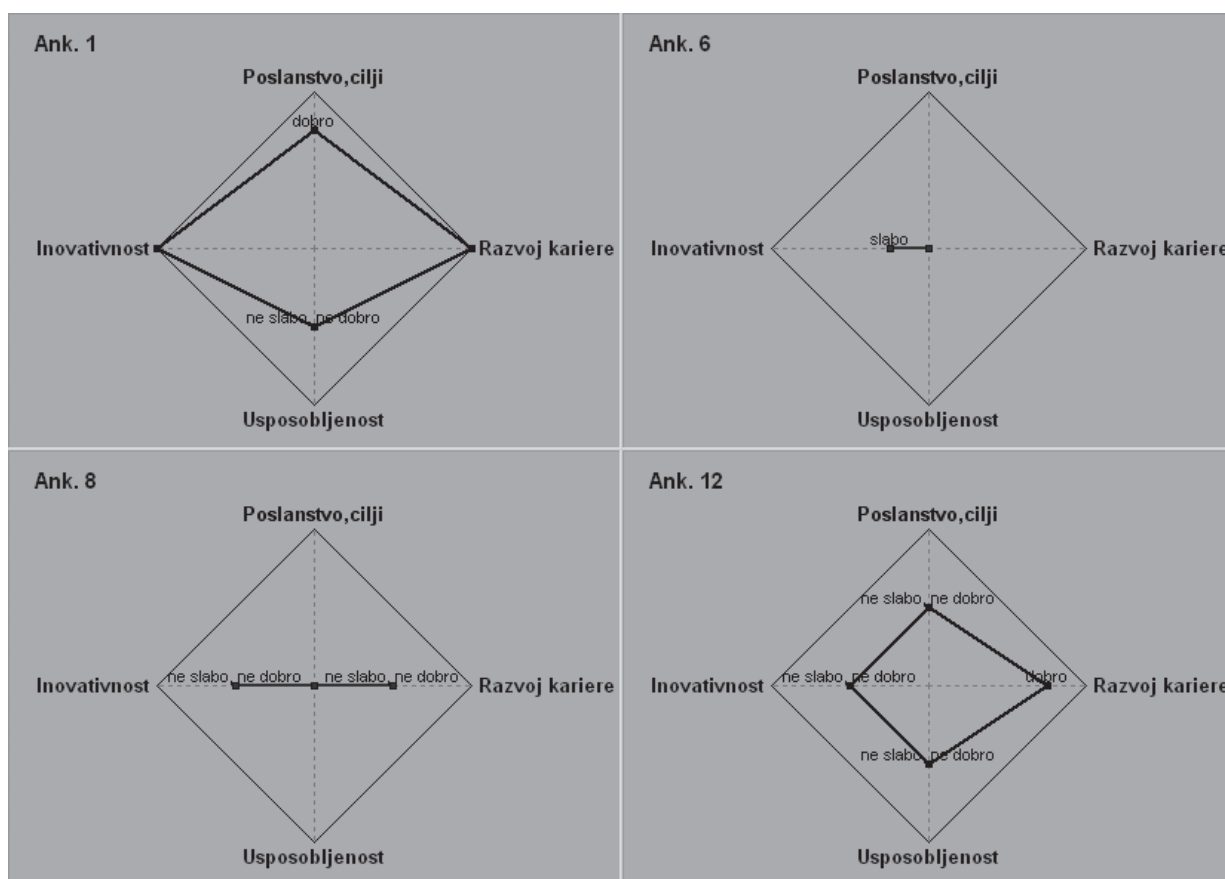 Ank. 1
Poslanstvo,cilji
dobro
Inovativnost
Razvoj kariere
ne slabo, ne dobro
Usposobljenost
Ank. 6
Poslanstvo,cilji
slabo
Inovativnost
Razvoj kariere
Usposobljenost
Ank. 8
Poslanstvo,cilji
ne slabo, ne dobro
ne slabo, ne dobro
Inovativnost
Razvoj kariere
Usposobljenost
Ank. 12
Poslanstvo,cilji
ne slabo, ne dobro
ne slabo, ne dobro
dobro
Inovativnost
Razvoj kariere
ne slabo, ne dobro
Usposobljenost